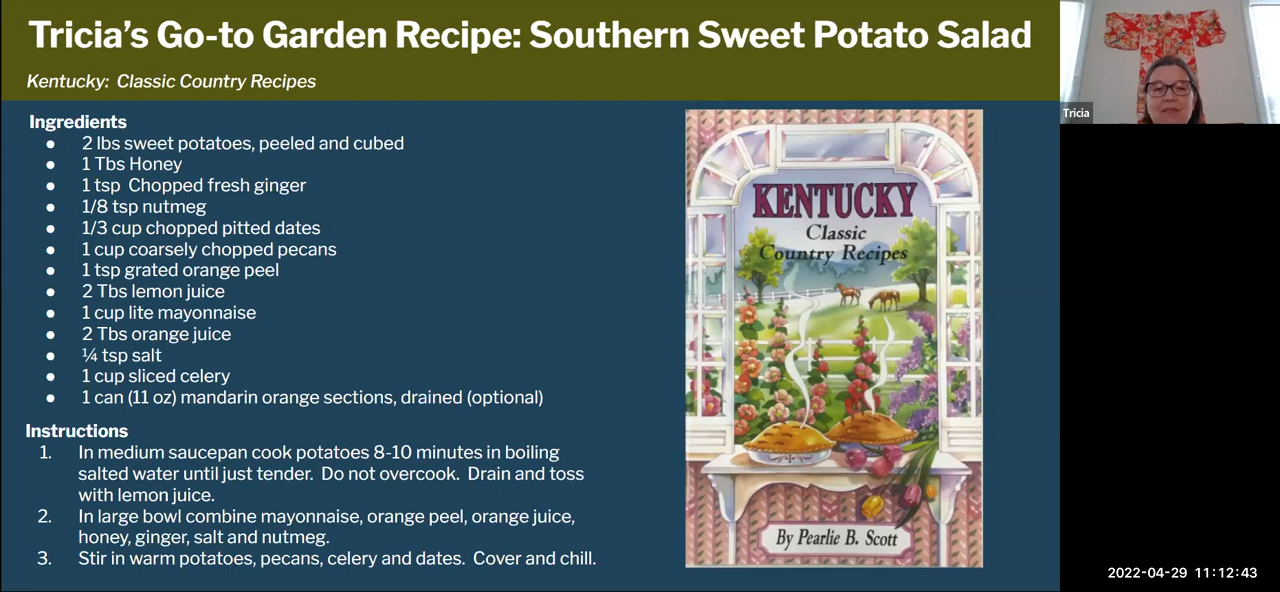 Tricia's Go-to Garden Recipe: Southern Sweet Potato Salad
Kentucky: Classic Country Recipes
Ingredients
● 2 lbs sweet potatoes, peeled and cubed
● 1 Tbs Honey
● 1 tsp Chopped fresh ginger
● 1/8 tsp nutmeg
● 1/3 cup chopped pitted dates
● 1 cup coarsely chopped pecans
● 1 tsp grated orange peel
● 2 Tbs lemon juice
● 1 cup lite mayonnaise
● 2 Tbs orange juice
● ¼ tsp salt
● 1 cup sliced celery
● 1 can (11 oz) mandarin orange sections, drained (optional)
Instructions
1. In medium saucepan cook potatoes 8-10 minutes in boiling
salted water until just tender. Do not overcook. Drain and toss
with lemon juice.
2. In large bowl combine mayonnaise, orange peel, orange juice,
honey, ginger, salt and nutmeg.
3. Stir in warm potatoes, pecans, celery and dates. Cover and chill.
KENTUCKY
Classic
Country Recipes
By Pearlie B. Scott
Tricia
2022-04-29 11:12:43